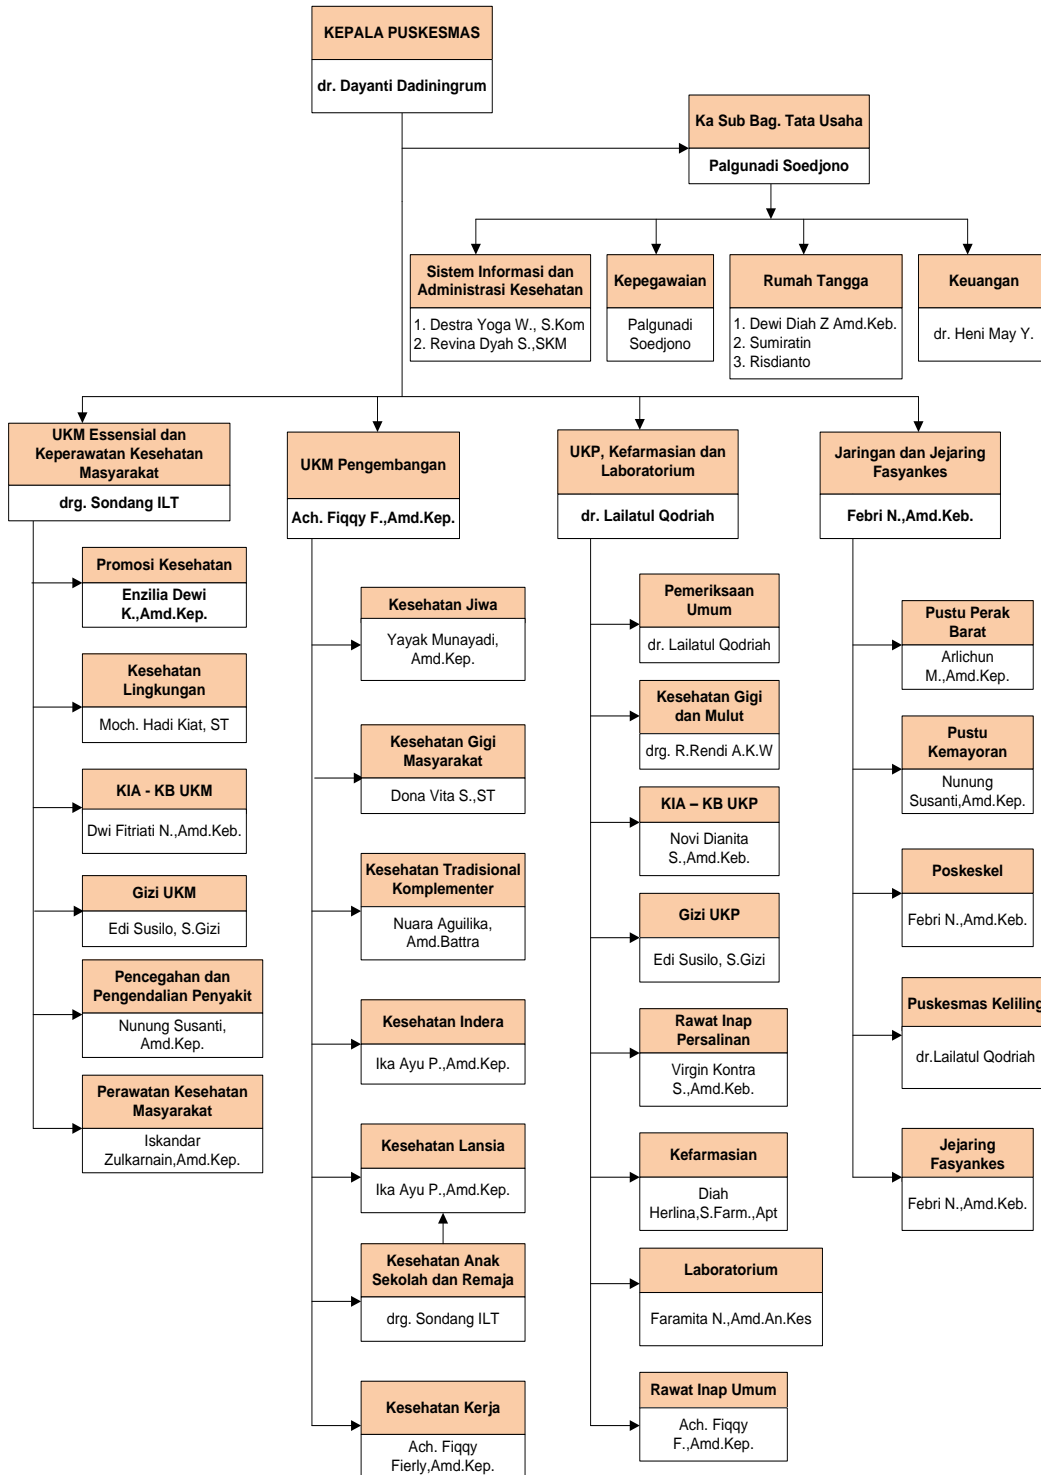 KEPALA PUSKESMAS
dr. Dayanti Dadiningrum
Ka Sub Bag. Tata Usaha
Palgunadi Soedjono
Sistem Informasi dan
Administrasi Kesehatan
1. Destra Yoga W., S.Kom
2. Revina Dyah S.,SKM
Kepegawaian
Palgunadi
Soedjono
Rumah Tangga
1. Dewi Diah Z Amd.Keb.
2. Sumiratin
3. Risdianto
Keuangan
dr. Heni May Y.
UKM Essensial dan
Keperawatan Kesehatan
Masyarakat
drg. Sondang ILT
Promosi Kesehatan
Enzilia Dewi
K.,Amd.Kep.
Kesehatan
Lingkungan
Moch. Hadi Kiat, ST
KIA - KB UKM
Dwi Fitriati N.,Amd.Keb.
Gizi UKM
Edi Susilo, S.Gizi
Pencegahan dan
Pengendalian Penyakit
Nunung Susanti,
Amd.Kep.
Perawatan Kesehatan
Masyarakat
Iskandar
Zulkarnain,Amd.Kep.
UKM Pengembangan
Ach. Fiqqy F.,Amd.Kep.
Kesehatan Jiwa
Yayak Munayadi,
Amd.Kep.
Kesehatan Gigi
Masyarakat
Dona Vita S.,ST
Kesehatan Tradisional
Komplementer
Nuara Aguilika,
Amd.Battra
Kesehatan Indera
Ika Ayu P.,Amd.Kep.
Kesehatan Lansia
Ika Ayu P.,Amd.Kep.
Kesehatan Anak
Sekolah dan Remaja
drg. Sondang ILT
Kesehatan Kerja
Ach. Fiqqy
Fierly,Amd.Kep.
UKP, Kefarmasian dan
Laboratorium
dr. Lailatul Qodriah
Pemeriksaan
Umum
dr. Lailatul Qodriah
Kesehatan Gigi
dan Mulut
drg. R.Rendi A.K.W
KIA – KB UKP
Novi Dianita
S.,Amd.Keb.
Gizi UKP
Edi Susilo, S.Gizi
Rawat Inap
Persalinan
Virgin Kontra
S.,Amd.Keb.
Kefarmasian
Diah
Herlina,S.Farm.,Apt
Laboratorium
Faramita N.,Amd.An.Kes
Rawat Inap Umum
Ach. Fiqqy
F.,Amd.Kep.
Jaringan dan Jejaring
Fasyankes
Febri N.,Amd.Keb.
Pustu Perak
Barat
Arlichun
M.,Amd.Kep.
Pustu
Kemayoran
Nunung
Susanti,Amd.Kep.
Poskeskel
Febri N.,Amd.Keb.
Puskesmas Keliling
dr.Lailatul Qodriah
Jejaring
Fasyankes
Febri N.,Amd.Keb.